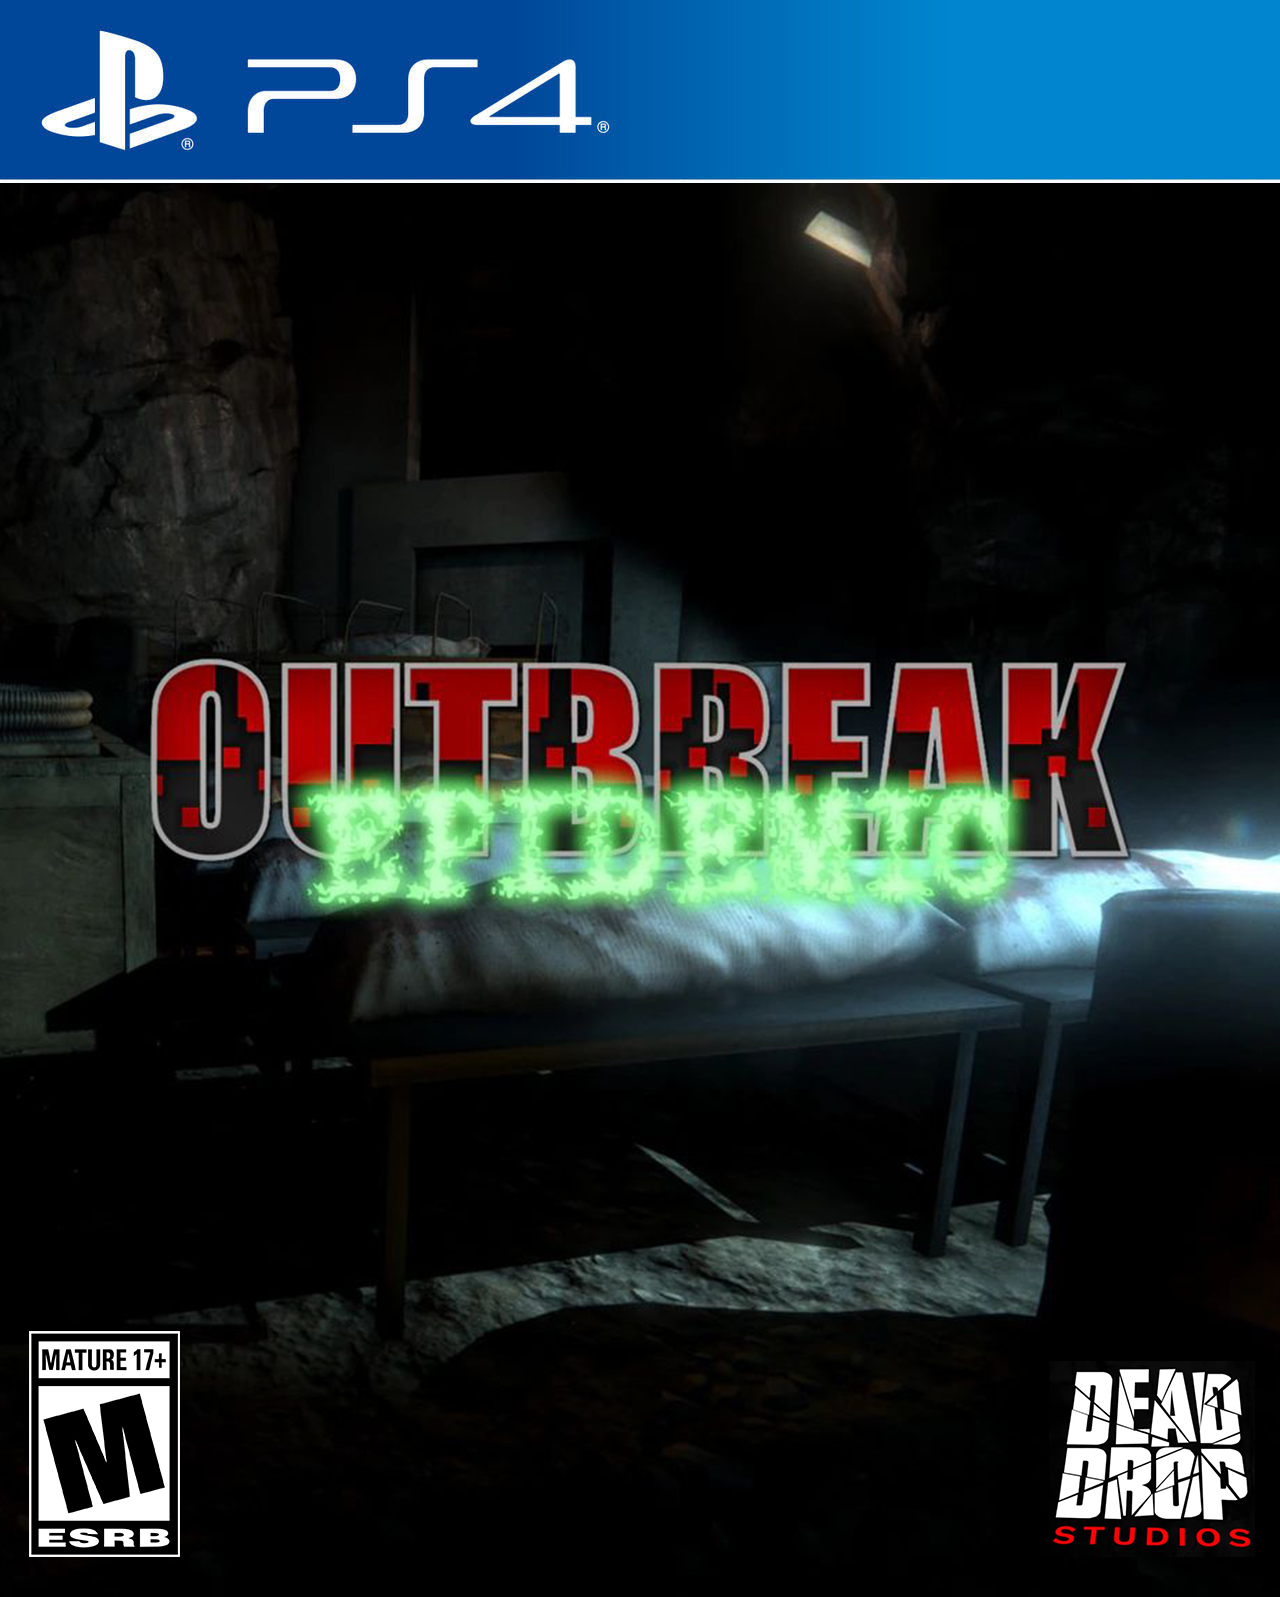 PS4®
OUTBREAK
EPIDEMIC
MATURE 17+
M
ESRB
®
DEAD
DROP
STUDIOS